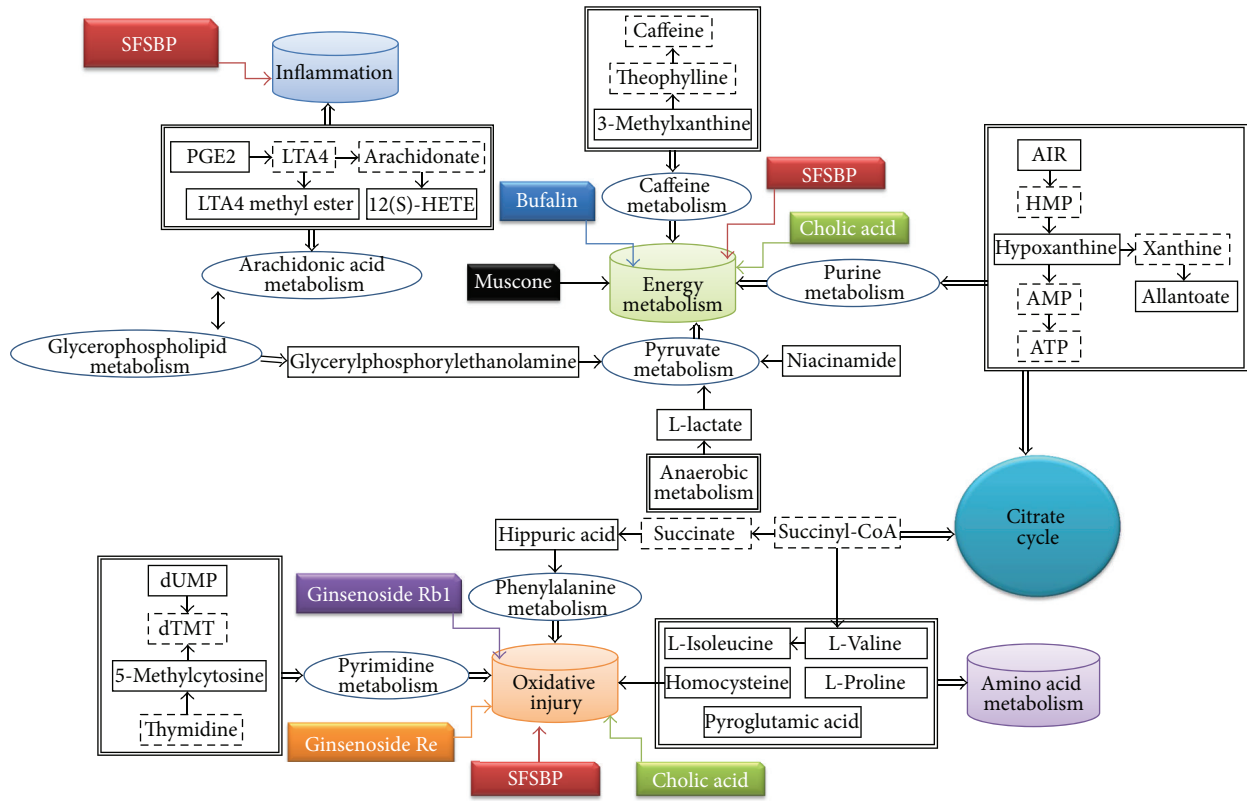 SFSBP
Inflammation
PGE2
LTA4
Arachidonate
LTA4 methyl ester
12(S)-HETE
Arachidonic acid
metabolism
Glycerophospholipid
metabolism
Glycerylphosphorylethanolamine
Caffeine
Theophylline
3-Methylxanthine
Caffeine
metabolism
Bufalin
SFSBP
Cholic acid
Muscone
Energy
metabolism
Purine
metabolism
AIR
HMP
Hypoxanthine
Xanthine
AMP
Allantoate
ATP
Pyruvate
metabolism
Niacinamide
L-lactate
Anaerobic
metabolism
Citrate
cycle
Hippuric acid
Succinate
Succinyl-CoA
Phenylalanine
metabolism
dUMP
dTMT
5-Methylcytosine
Thymidine
Pyrimidine
metabolism
Ginsenoside Rb1
Oxidative
injury
Ginsenoside Re
SFSBP
Cholic acid
L-Isoleucine
L-Valine
Homocysteine
L-Proline
Pyroglutamic acid
Amino acid
metabolism